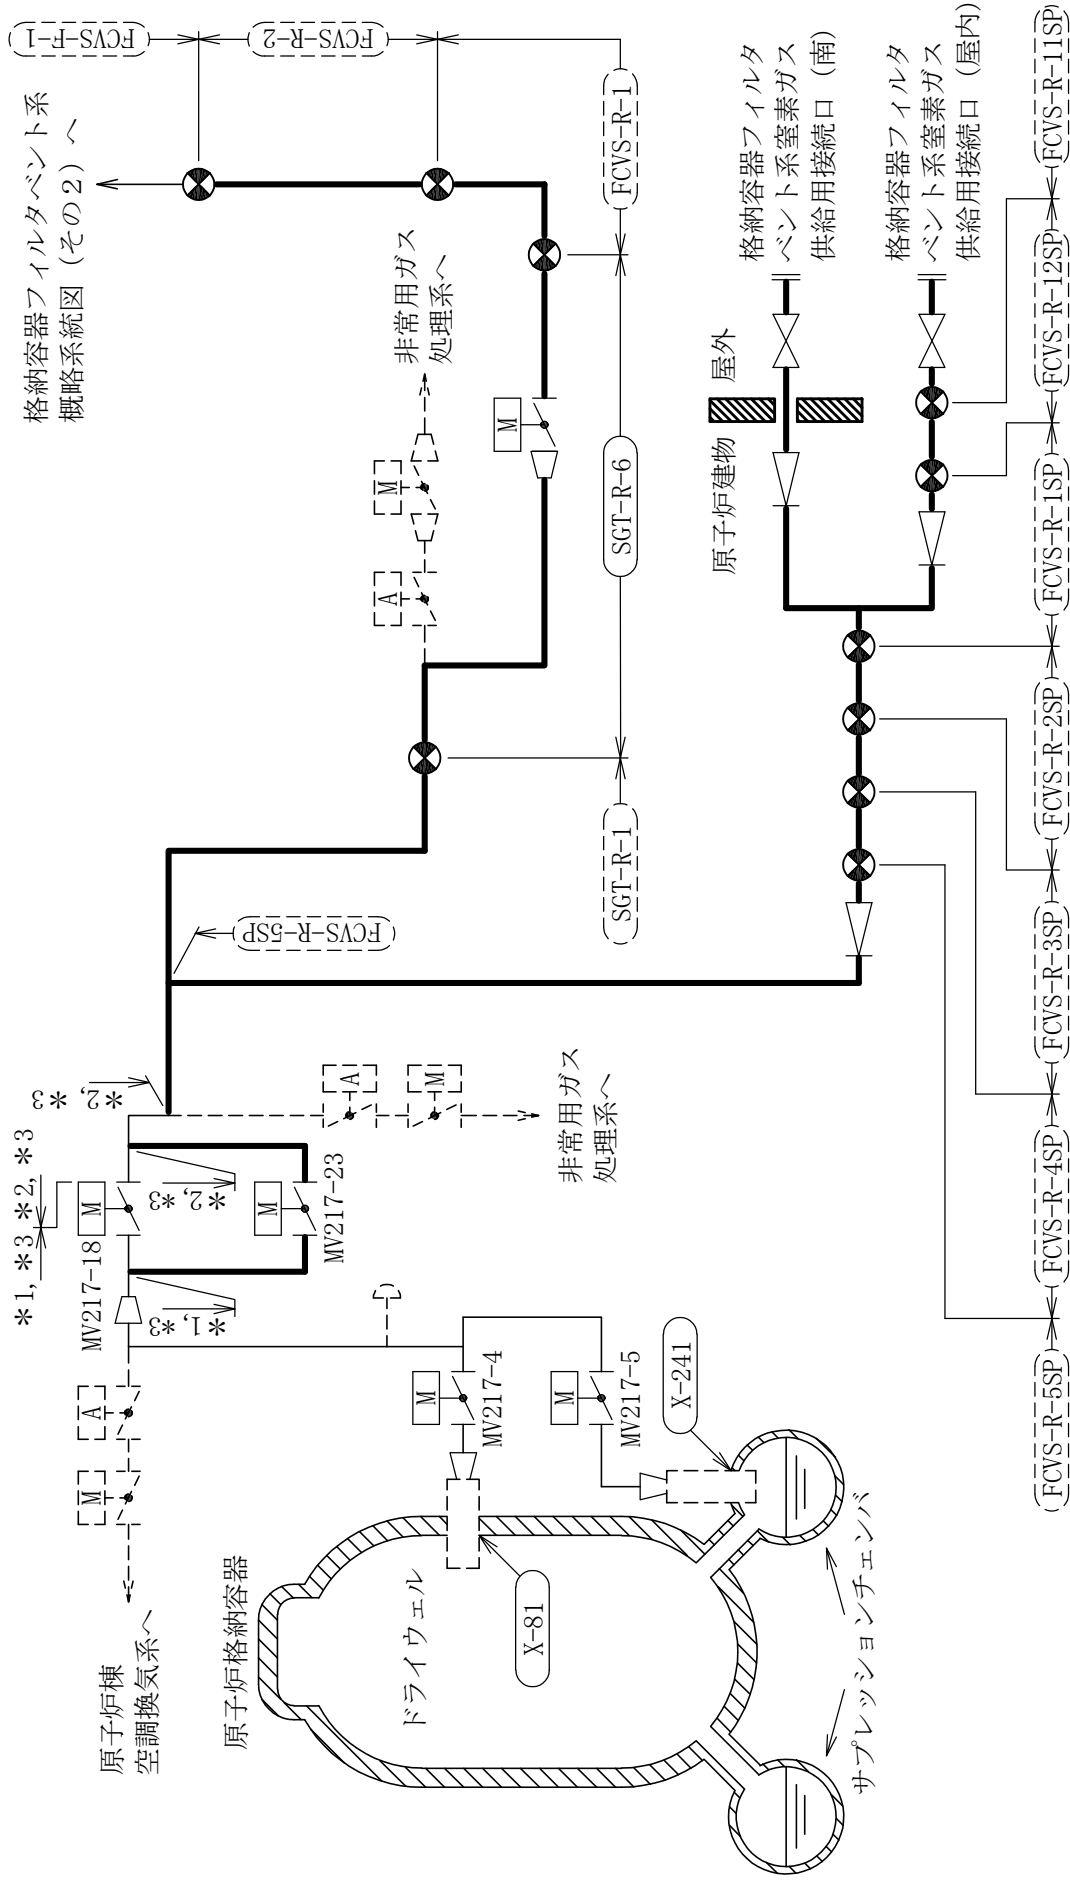 格納容器フィルタベント系
概略系統図(その2)へ
FCVS-F-1
FCVS-R-2
FCVS-R-1
非常用ガス
処理系へ
M
A
M
SGT-R-6
SGT-R-1
FCVS-R-5SP
格納容器フィルタ
ベント系窒素ガス
供給用接続口(南)
格納容器フィルタ
ベント系窒素ガス
供給用接続口(屋内)
屋外
原子炉建物
FCVS-R-11SP
FCVS-R-12SP
FCVS-R-1SP
FCVS-R-2SP
FCVS-R-3SP
FCVS-R-4SP
FCVS-R-5SP
*2, *3
*1, *3
*2, *3
M
MV217-18
*2, *3
*1, *3
M
MV217-23
A
M
非常用ガス
処理系へ
A
M
原子炉棟
空調換気系へ
M
MV217-4
M
MV217-5
X-241
X-81
原子炉格納容器
ドライウェル
サプレッションチェンバ